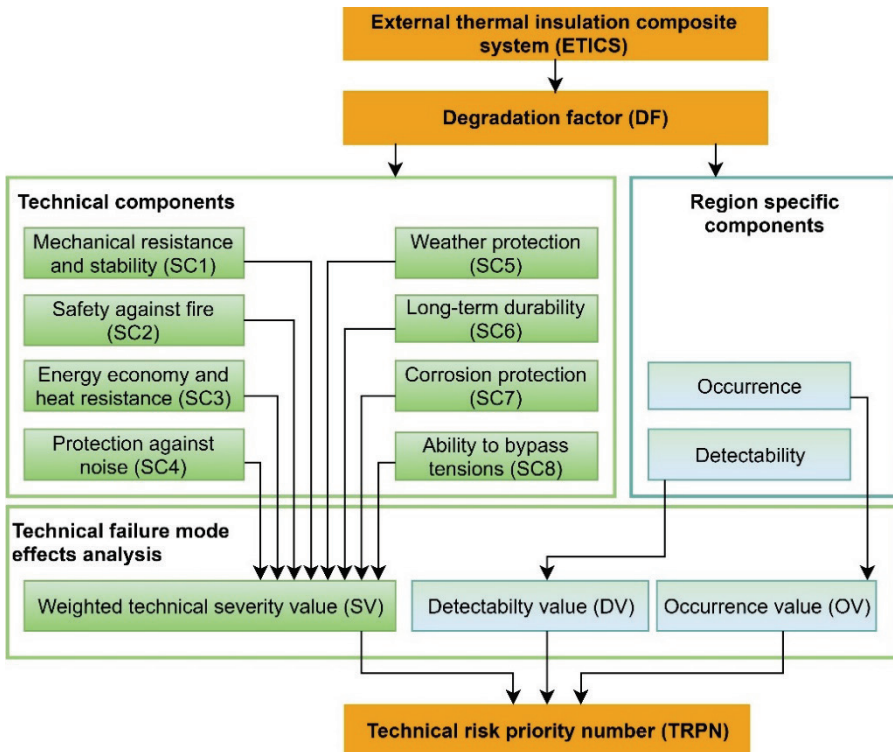 External thermal insulation composite
system (ETICS)
Degradation factor (DF)
Technical components
Mechanical resistance
and stability (SC1)
Safety against fire
(SC2)
Energy economy and
heat resistance (SC3)
Protection against
noise (SC4)
Weather protection
(SC5)
Long-term durability
(SC6)
Corrosion protection
(SC7)
Ability to bypass
tensions (SC8)
Region specific
components
Occurrence
Detectability
Technical failure mode
effects analysis
Weighted technical severity value (SV)
Detectabilty value (DV)
Occurrence value (OV)
Technical risk priority number (TRPN)